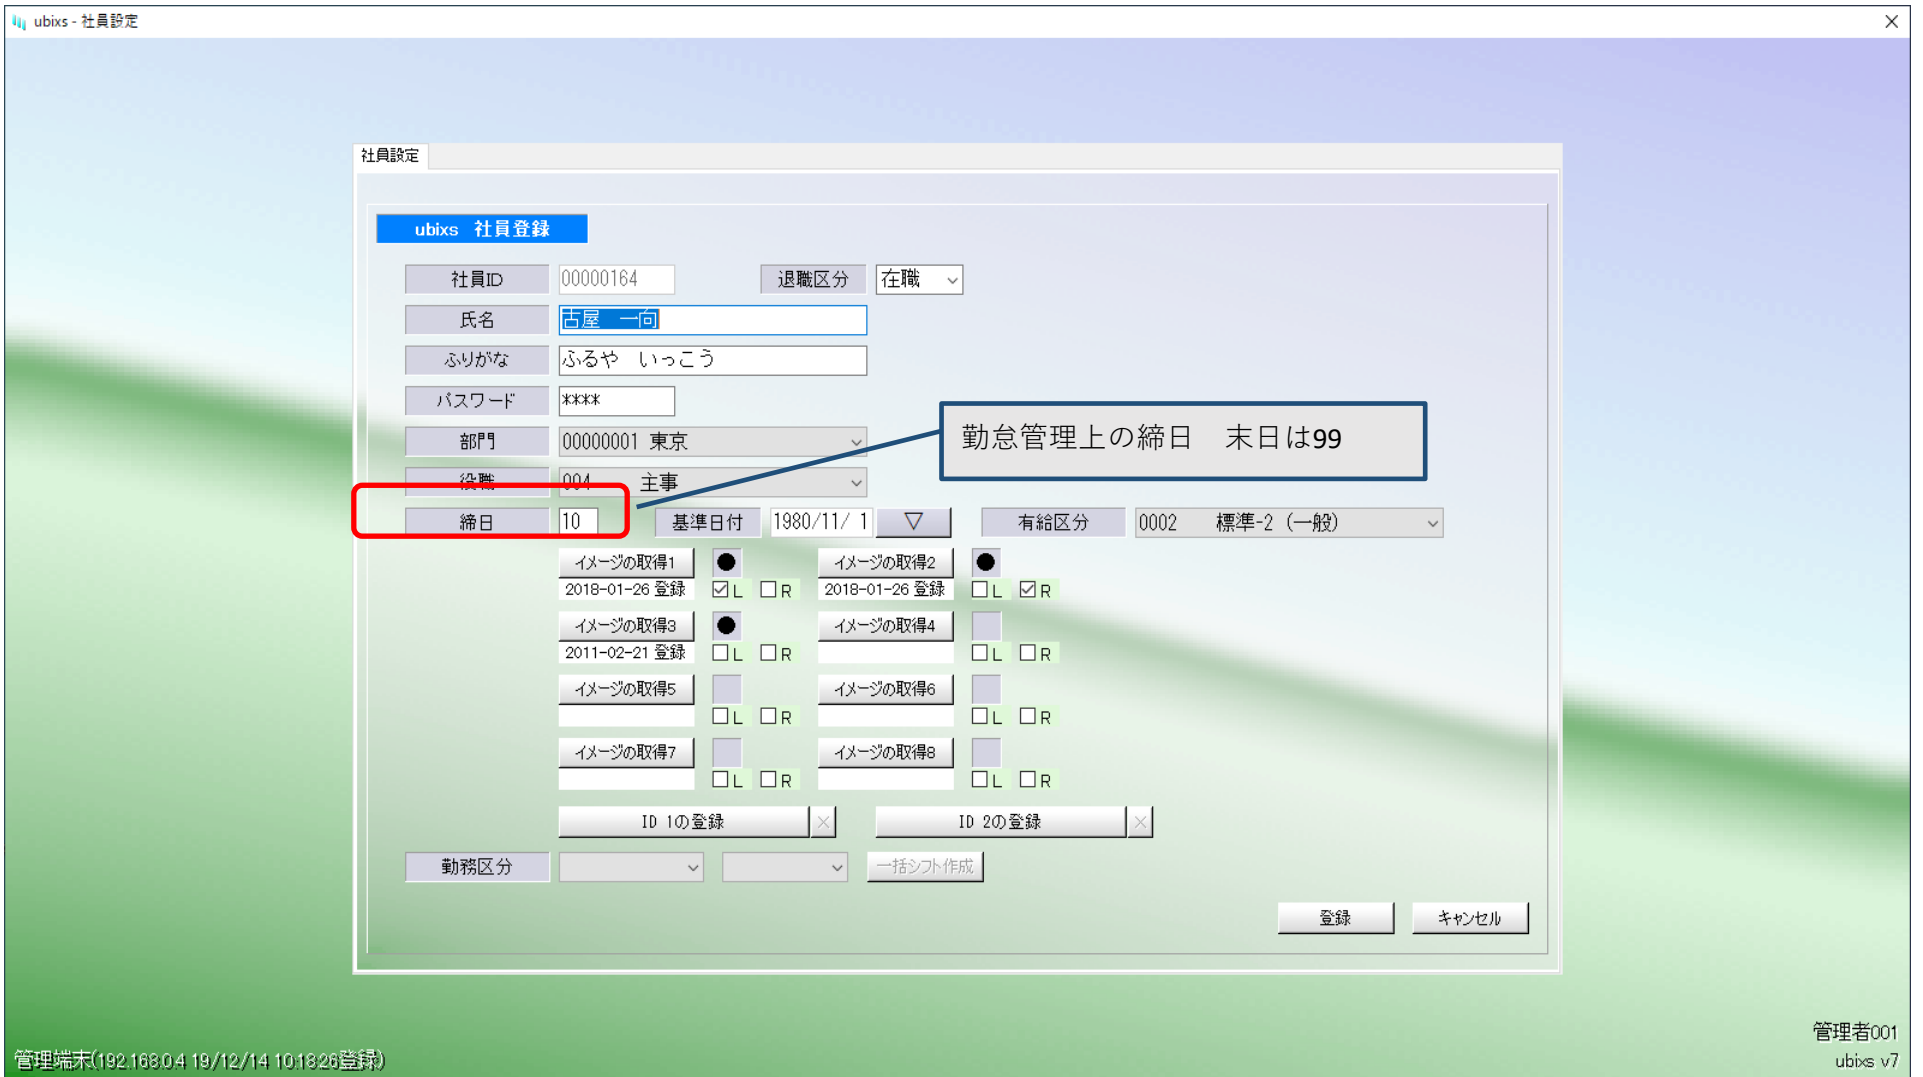 ubixs - 社員設定
社員設定
ubixs 社員登録
社員ID 00000164 退職区分 在職
氏名 古屋 一向
ふりがな ふるや いっこう
パスワード ****
部門 00000001 東京
勤怠管理上の締日 末日は99
役職 004 主事
締日 10 基準日付 1980/11/ 1 ▽ 有給区分 0002 標準-2 (一般)
イメージの取得1 イメージの取得2
2018-01-26 登録 L R 2018-01-26 登録 L R
イメージの取得3 イメージの取得4
2011-02-21 登録 L R L R
イメージの取得5 イメージの取得6
L R L R
イメージの取得7 イメージの取得8
L R L R
ID 1の登録 × ID 2の登録 ×
勤務区分 一括シフト作成
登録 キャンセル
管理者001
管理端末(192.168.0.4 19/12/14 10:18:26登録) ubixs v7